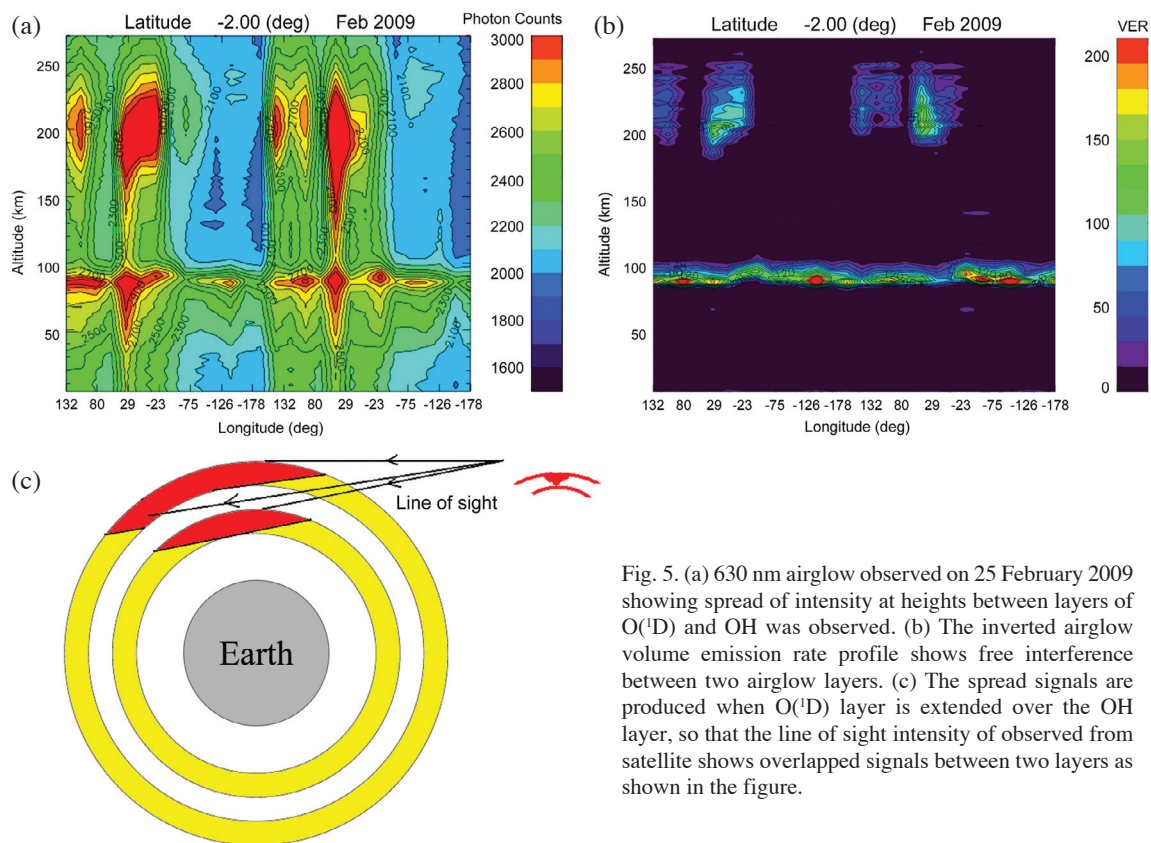 (a)
Latitude -2.00 (deg) Feb 2009
Photon Counts
3000
2800
2600
2400
2200
2000
1800
1600
250
200
150
100
50
Altitude (km)
132 80 29 -23 -75 -126 -178 132 80 29 -23 -75 -126 -178
Longitude (deg)
(b)
Latitude -2.00 (deg) Feb 2009
VER
200
150
100
50
0
250
200
150
100
50
Altitude (km)
132 80 29 -23 -75 -126 -178 132 80 29 -23 -75 -126 -178
Longitude (deg)
(c)
Line of sight
Earth
Fig. 5. (a) 630 nm airglow observed on 25 February 2009
showing spread of intensity at heights between layers of
O(¹D) and OH was observed. (b) The inverted airglow
volume emission rate profile shows free interference
between two airglow layers. (c) The spread signals are
produced when O(¹D) layer is extended over the OH
layer, so that the line of sight intensity of observed from
satellite shows overlapped signals between two layers as
shown in the figure.